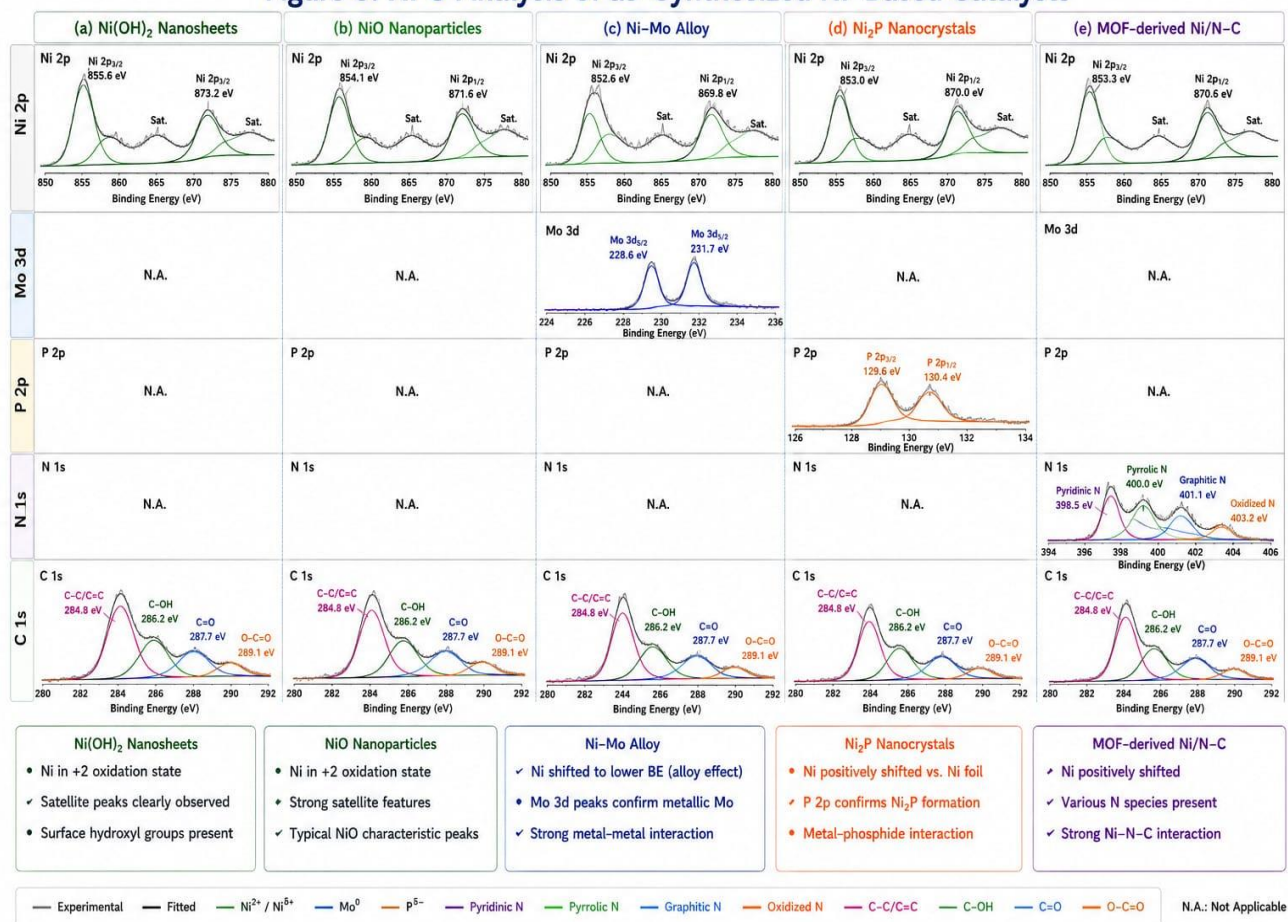 (a) Ni(OH)₂ Nanosheets
(b) NiO Nanoparticles
(c) Ni–Mo Alloy
(d) Ni₂P Nanocrystals
(e) MOF-derived Ni/N–C
Ni 2p
Ni 2p
Ni 2p₃/₂
855.6 eV
Ni 2p₃/₂
873.2 eV
Sat.
Sat.
850 855 860 865 870 875 880
Binding Energy (eV)
Ni 2p
Ni 2p₃/₂
854.1 eV
Ni 2p₁/₂
871.6 eV
Sat.
Sat.
850 855 860 865 870 875 880
Binding Energy (eV)
Ni 2p
Ni 2p₃/₂
852.6 eV
Ni 2p₁/₂
869.8 eV
Sat.
Sat.
850 855 860 865 870 875 880
Binding Energy (eV)
Ni 2p
Ni 2p₃/₂
853.0 eV
Ni 2p₁/₂
870.0 eV
Sat.
Sat.
850 855 860 865 870 875 880
Binding Energy (eV)
Ni 2p
Ni 2p₃/₂
853.3 eV
Ni 2p₁/₂
870.6 eV
Sat.
Sat.
850 855 860 865 870 875 880
Binding Energy (eV)
Mo 3d
N.A.
N.A.
Mo 3d
Mo 3d₅/₂
228.6 eV
Mo 3d₅/₂
231.7 eV
224 226 228 230 232 234 236
Binding Energy (eV)
N.A.
Mo 3d
N.A.
P 2p
P 2p
N.A.
P 2p
N.A.
P 2p
N.A.
P 2p
P 2p₃/₂
129.6 eV
P 2p₁/₂
130.4 eV
126 128 130 132 134
Binding Energy (eV)
P 2p
N.A.
N 1s
N 1s
N.A.
N 1s
N.A.
N 1s
N.A.
N 1s
N.A.
N 1s
Pyridinic N
398.5 eV
Pyrrolic N
400.0 eV
Graphitic N
401.1 eV
Oxidized N
403.2 eV
394 396 398 400 402 404 406
Binding Energy (eV)
C 1s
C 1s
C–C/C=C
284.8 eV
C–OH
286.2 eV
C=O
287.7 eV
O–C=O
289.1 eV
280 282 284 286 288 290 292
Binding Energy (eV)
C 1s
C–C/C=C
284.8 eV
C–OH
286.2 eV
C=O
287.7 eV
O–C=O
289.1 eV
280 282 284 286 288 290 292
Binding Energy (eV)
C 1s
C–C/C=C
284.8 eV
C–OH
286.2 eV
C=O
287.7 eV
O–C=O
289.1 eV
280 282 244 286 288 290 292
Binding Energy (eV)
C 1s
C–C/C=C
284.8 eV
C–OH
286.2 eV
C=O
287.7 eV
O–C=O
289.1 eV
280 282 284 286 288 290 292
Binding Energy (eV)
C 1s
C–C/C=C
284.8 eV
C–OH
286.2 eV
C=O
287.7 eV
O–C=O
289.1 eV
280 282 284 286 288 290 292
Binding Energy (eV)
Ni(OH)₂ Nanosheets
• Ni in +2 oxidation state
✓ Satellite peaks clearly observed
• Surface hydroxyl groups present
NiO Nanoparticles
• Ni in +2 oxidation state
• Strong satellite features
✓ Typical NiO characteristic peaks
Ni-Mo Alloy
✓ Ni shifted to lower BE (alloy effect)
• Mo 3d peaks confirm metallic Mo
✓ Strong metal–metal interaction
Ni₂P Nanocrystals
• Ni positively shifted vs. Ni foil
✓ P 2p confirms Ni₂P formation
• Metal–phosphide interaction
MOF-derived Ni/N–C
✓ Ni positively shifted
✓ Various N species present
✓ Strong Ni–N–C interaction
Experimental Fitted Ni²⁺ / Niᵟ⁺ Mo⁰ Pᵟ⁻ Pyridinic N Pyrrolic N Graphitic N Oxidized N C–C/C=C C–OH C=O O–C=O N.A.: Not Applicable